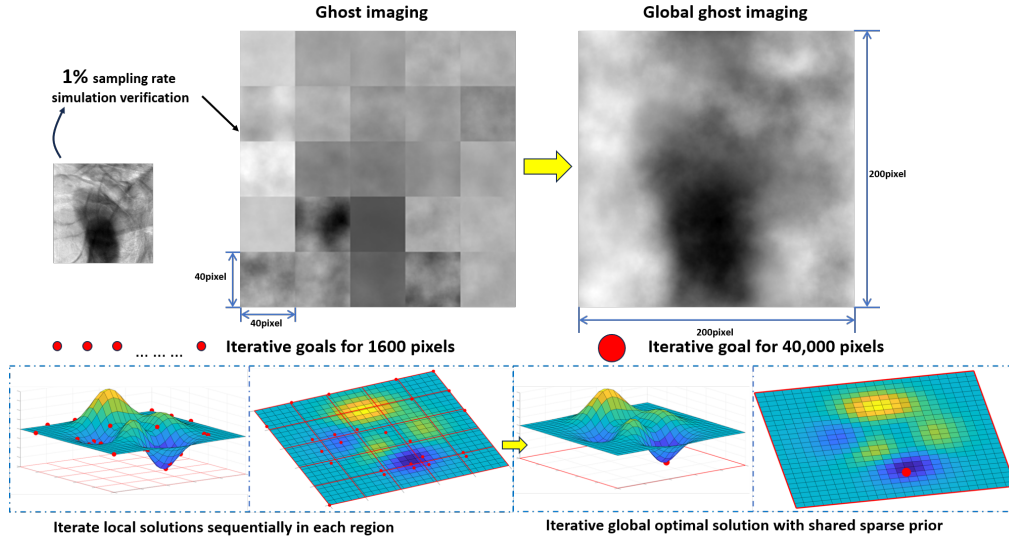 Ghost imaging
Global ghost imaging
1% sampling rate
simulation verification
40pixel
40pixel
200pixel
200pixel
... ... ...
Iterative goals for 1600 pixels
Iterative goal for 40,000 pixels
Iterate local solutions sequentially in each region
Iterative global optimal solution with shared sparse prior